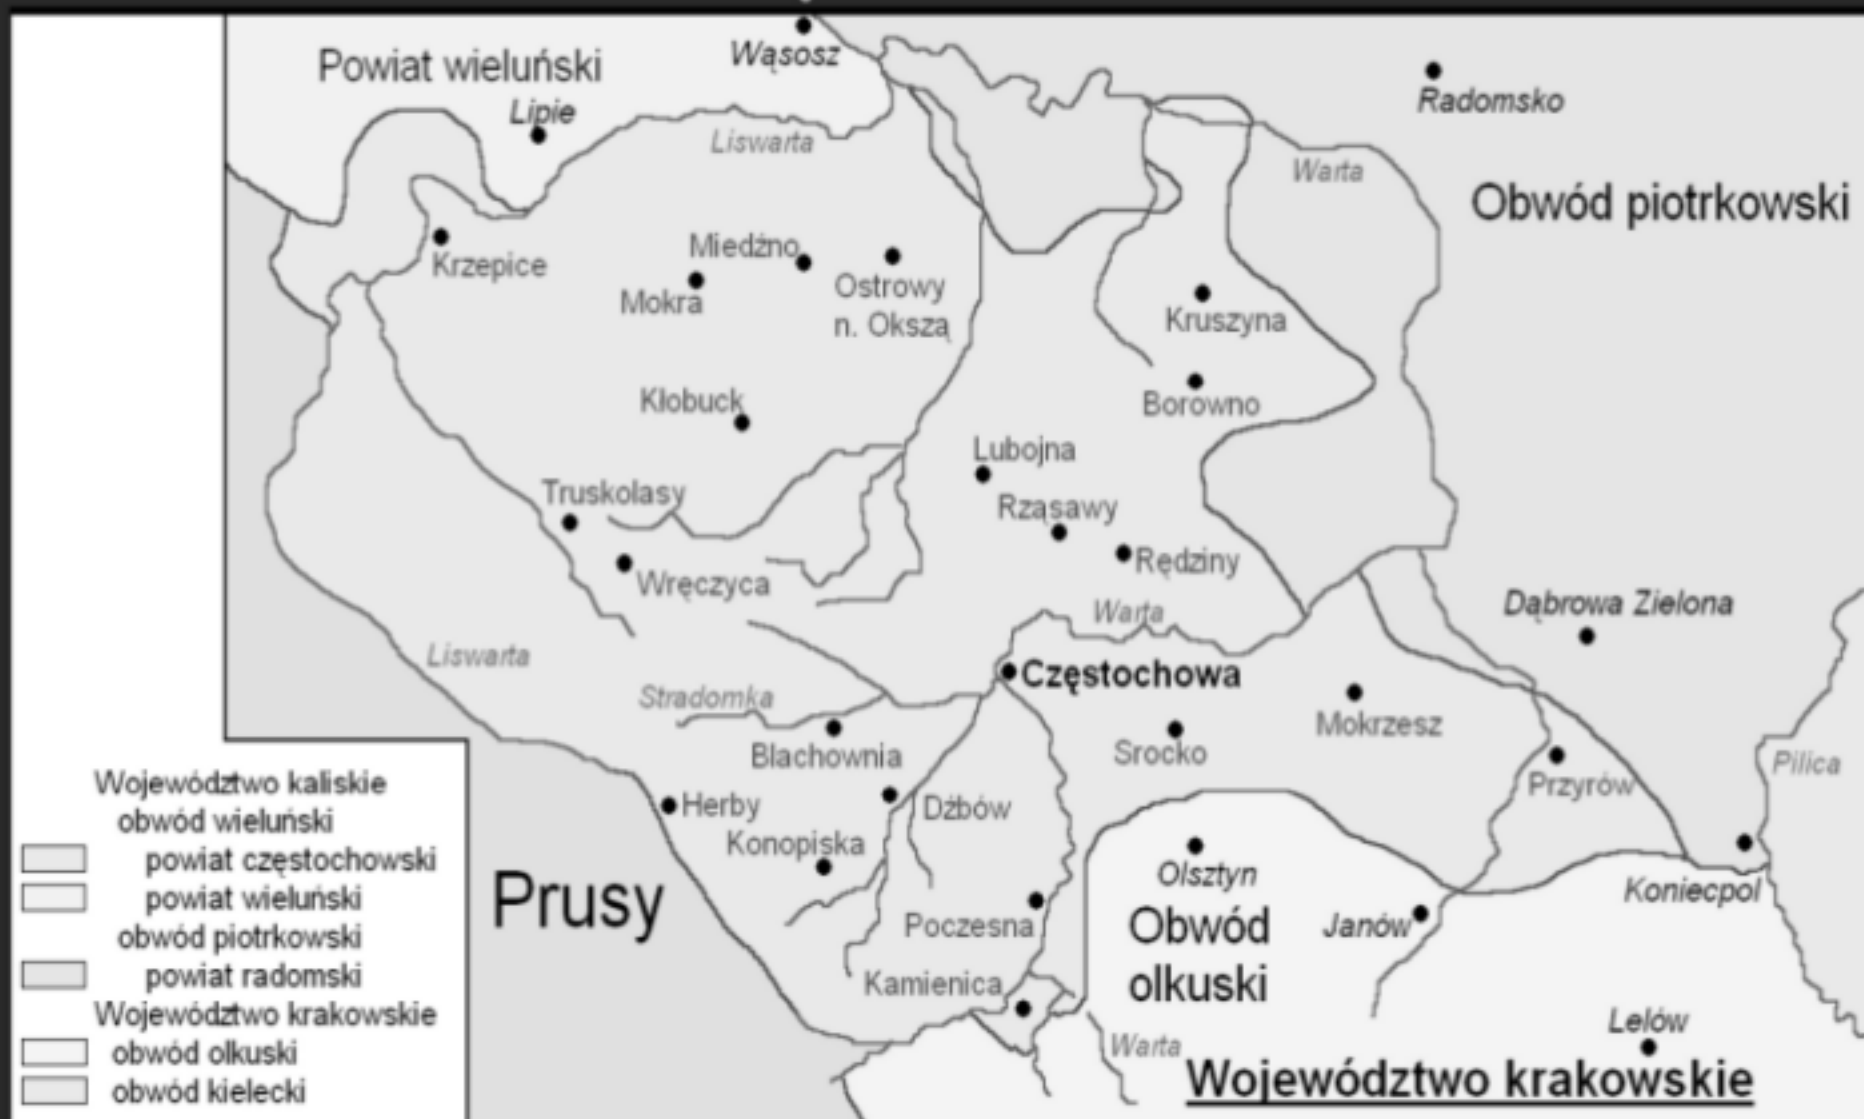 Wąsosz
Powiat wieluński
Lipie
Radomsko
Liswarta
Warta
Obwód piotrkowski
Krzepice
Miedźno
Mokra
Ostrowy
n. Okszą
Kruszyna
Kłobuck
Borowno
Lubojna
Truskolasy
Rząsawy
Rędziny
Wręczyca
Warta
Dąbrowa Zielona
Liswarta
Częstochowa
Stradomka
Mokrzesz
Blachownia
Srocko
Pilica
Przyrów
Herby
Dźbów
Konopiska
Olsztyn
Koniecpol
Prusy
Poczesna
Obwód
olkuski
Janów
Kamienica
Lelów
Warta
Województwo krakowskie
Województwo kaliskie
obwód wieluński
powiat częstochowski
powiat wieluński
obwód piotrkowski
powiat radomski
Województwo krakowskie
obwód olkuski
obwód kielecki